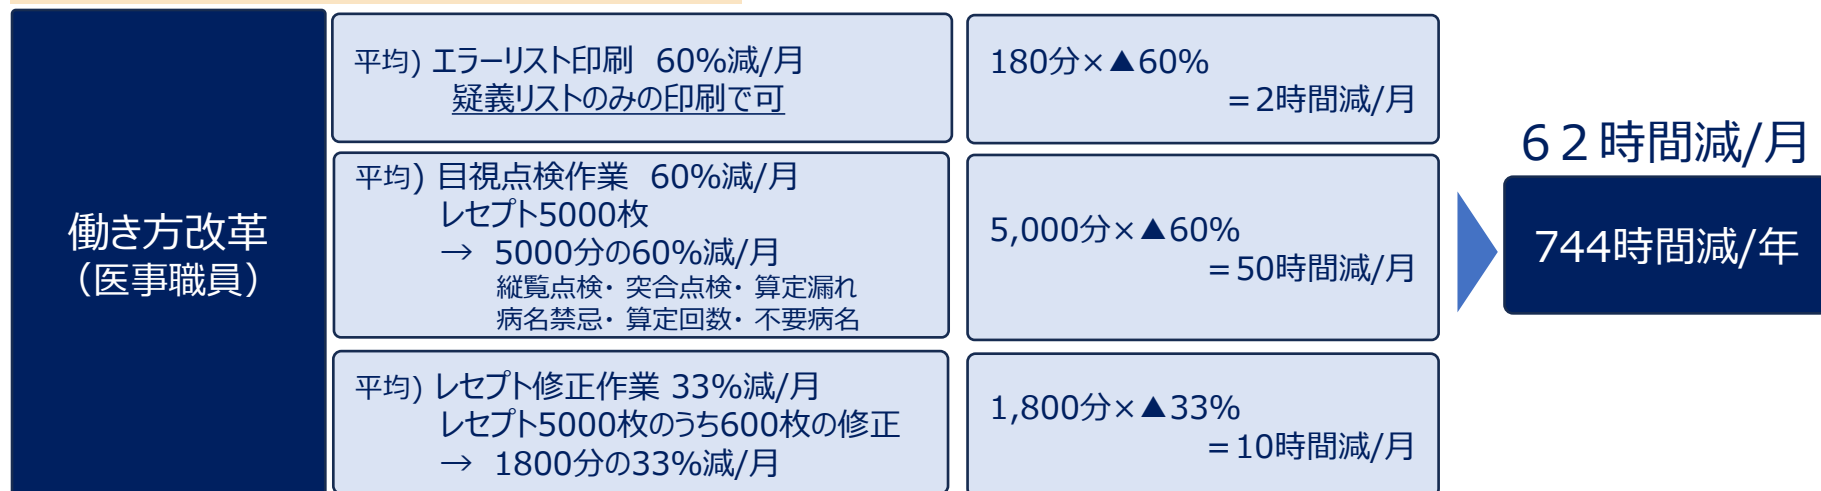 働き方改革
（医事職員）
平均) エラーリスト印刷 60%減/月
疑義リストのみの印刷で可
180分×▲60%
＝2時間減/月
平均) 目視点検作業 60%減/月
レセプト5000枚
→ 5000分の60%減/月
縦覧点検・突合点検・算定漏れ
病名禁忌・算定回数・不要病名
5,000分×▲60%
＝50時間減/月
平均) レセプト修正作業 33%減/月
レセプト5000枚のうち600枚の修正
→ 1800分の33%減/月
1,800分×▲33%
＝10時間減/月
６２時間減/月
744時間減/年